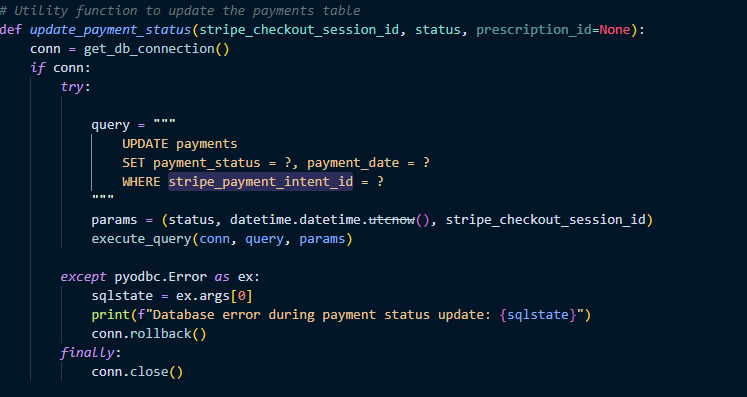 # Utility function to update the payments table
def update_payment_status(stripe_checkout_session_id, status, prescription_id=None):
    conn = get_db_connection()
    if conn:
        try:

            query = """
                UPDATE payments
                SET payment_status = ?, payment_date = ?
                WHERE stripe_payment_intent_id = ?
            """
            params = (status, datetime.datetime.utcnow(), stripe_checkout_session_id)
            execute_query(conn, query, params)

        except pyodbc.Error as ex:
            sqlstate = ex.args[0]
            print(f"Database error during payment status update: {sqlstate}")
            conn.rollback()
        finally:
            conn.close()